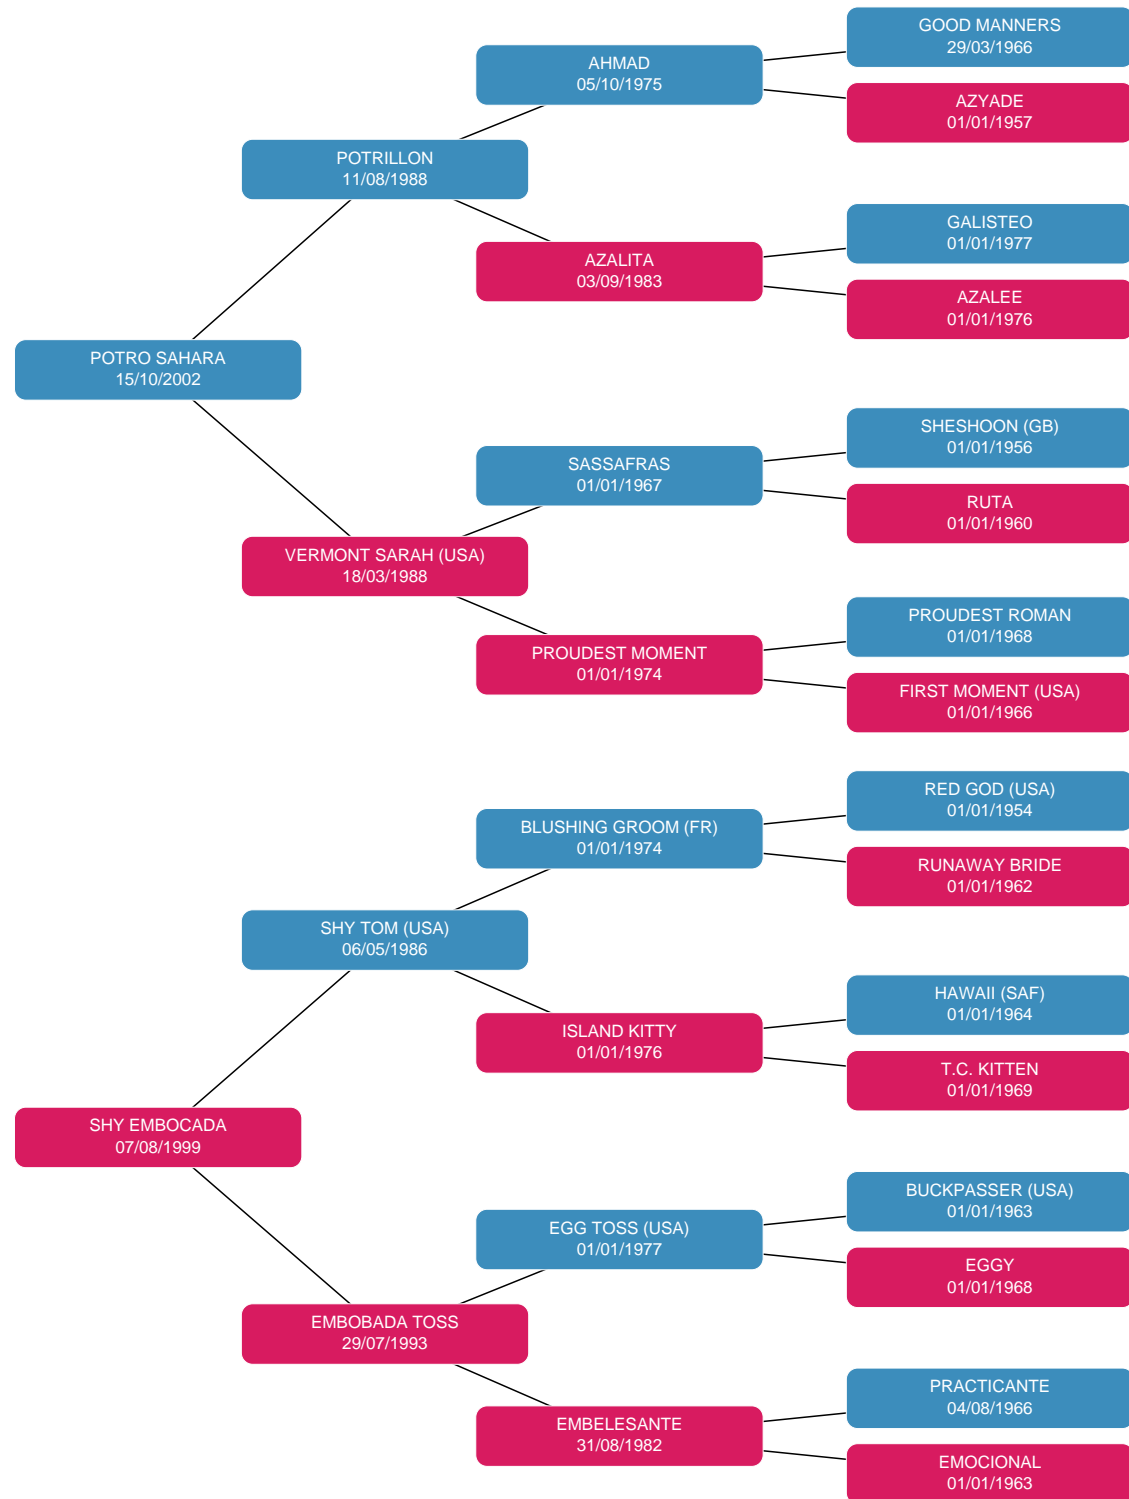 GOOD MANNERS
29/03/1966
AHMAD
05/10/1975
AZYADE
01/01/1957
POTRILLON
11/08/1988
GALISTEO
01/01/1977
AZALITA
03/09/1983
AZALEE
01/01/1976
POTRO SAHARA
15/10/2002
SHESHOON (GB)
01/01/1956
SASSAFRAS
01/01/1967
RUTA
01/01/1960
VERMONT SARAH (USA)
18/03/1988
PROUDEST ROMAN
01/01/1968
PROUDEST MOMENT
01/01/1974
FIRST MOMENT (USA)
01/01/1966
RED GOD (USA)
01/01/1954
BLUSHING GROOM (FR)
01/01/1974
RUNAWAY BRIDE
01/01/1962
SHY TOM (USA)
06/05/1986
HAWAII (SAF)
01/01/1964
ISLAND KITTY
01/01/1976
T.C. KITTEN
01/01/1969
SHY EMBOCADA
07/08/1999
BUCKPASSER (USA)
01/01/1963
EGG TOSS (USA)
01/01/1977
EGGY
01/01/1968
EMBOBADA TOSS
29/07/1993
PRACTICANTE
04/08/1966
EMBELESANTE
31/08/1982
EMOCIONAL
01/01/1963